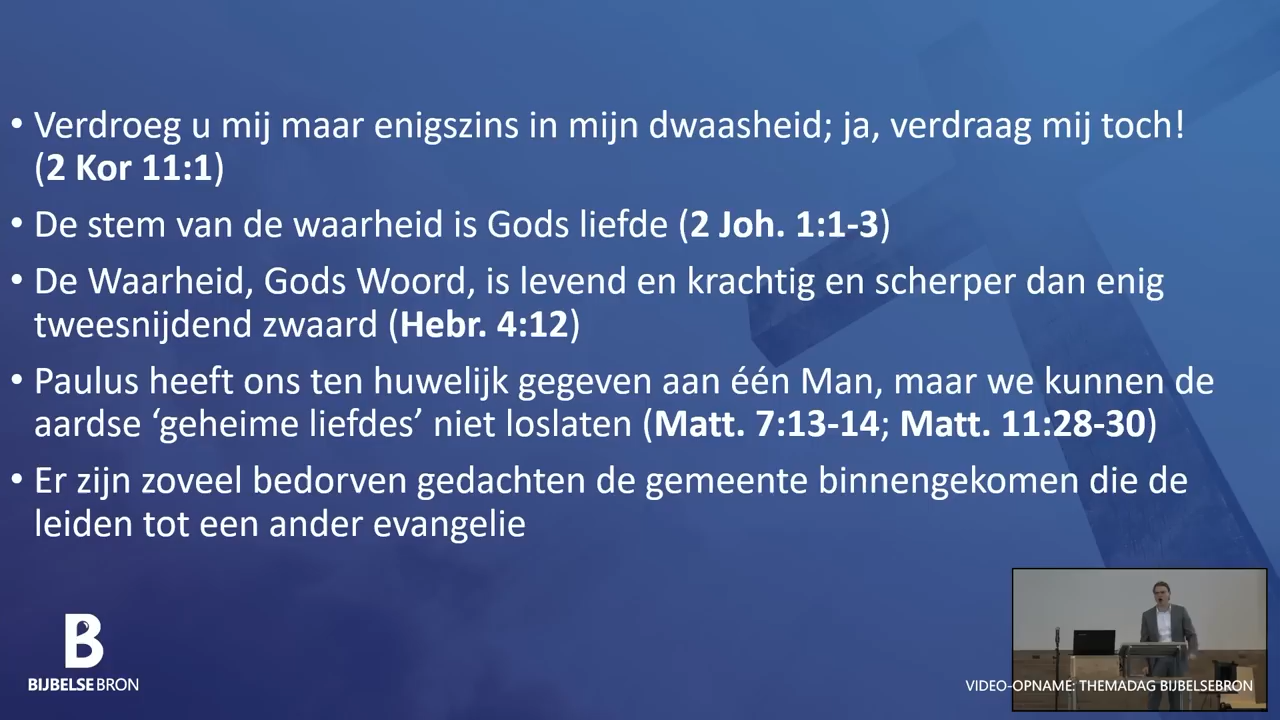 • Verdroeg u mij maar enigszins in mijn dwaasheid; ja, verdraag mij toch!
(2 Kor 11:1)
• De stem van de waarheid is Gods liefde (2 Joh. 1:1-3)
• De Waarheid, Gods Woord, is levend en krachtig en scherper dan enig
tweesnijdend zwaard (Hebr. 4:12)
• Paulus heeft ons ten huwelijk gegeven aan één Man, maar we kunnen de
aardse ‘geheime liefdes’ niet loslaten (Matt. 7:13-14; Matt. 11:28-30)
• Er zijn zoveel bedorven gedachten de gemeente binnengekomen die de
leiden tot een ander evangelie
B
BIJBELSEBRON
VIDEO-OPNAME: THEMADAG BIJBELSEBRON